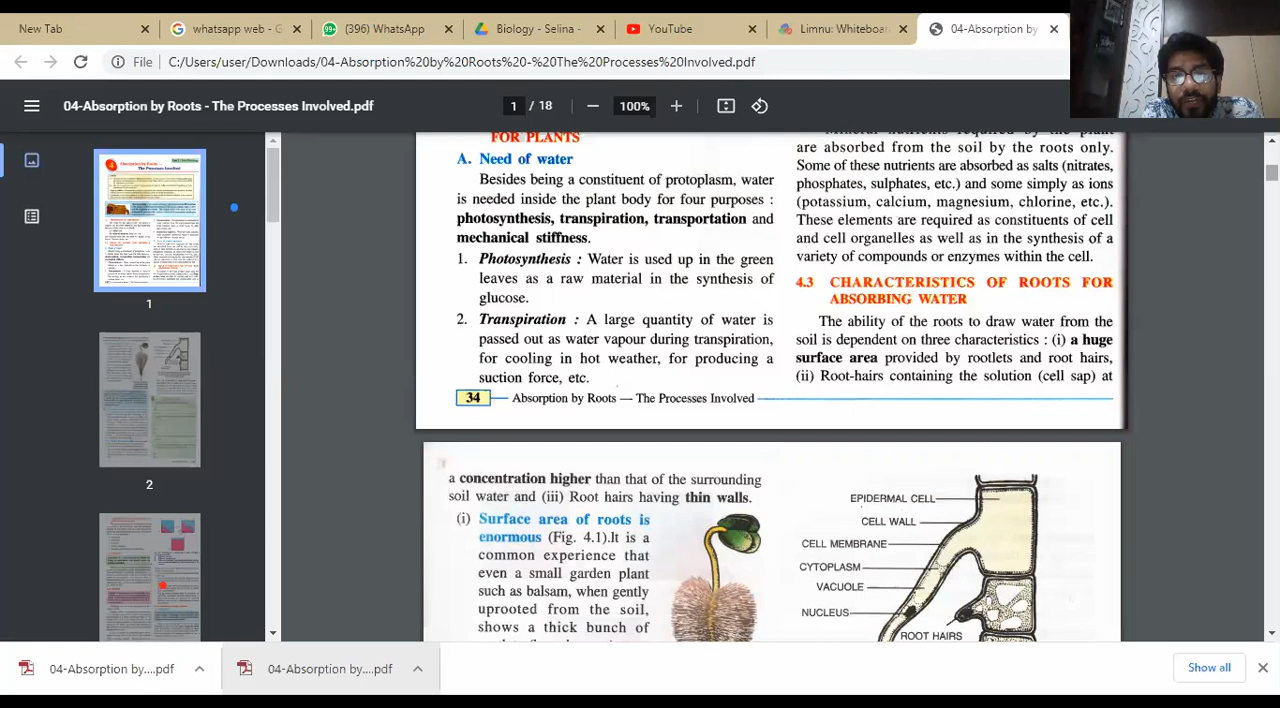 New Tab
whatsapp web - G
99+
(396) WhatsApp
Biology - Selina -
YouTube
Limnu: Whiteboar
04-Absorption by
File
C:/Users/user/Downloads/04-Absorption%20by%20Roots%20-%20The%20Processes%20Involved.pdf
04-Absorption by Roots - The Processes Involved.pdf
1 / 18
100%
1
2
FOR PLANTS
A. Need of water
Besides being a constituent of protoplasm, water
is needed inside the plant body for four purposes :
photosynthesis, transpiration, transportation and
mechanical stiffness.
1. Photosynthesis : Water is used up in the green
leaves as a raw material in the synthesis of
glucose.
2. Transpiration : A large quantity of water is
passed out as water vapour during transpiration,
for cooling in hot weather, for producing a
suction force, etc.
34 Absorption by Roots — The Processes Involved
Mineral nutrients required by the plant
are absorbed from the soil by the roots only.
Some of these nutrients are absorbed as salts (nitrates,
phosphates, sulphates, etc.) and some simply as ions
(potassium, calcium, magnesium, chlorine, etc.).
These elements are required as constituents of cell
and cell organelles as well as in the synthesis of a
variety of compounds or enzymes within the cell.
4.3 CHARACTERISTICS OF ROOTS FOR
ABSORBING WATER
The ability of the roots to draw water from the
soil is dependent on three characteristics : (i) a huge
surface area provided by rootlets and root hairs,
(ii) Root-hairs containing the solution (cell sap) at
a concentration higher than that of the surrounding
soil water and (iii) Root hairs having thin walls.
(i) Surface area of roots is
enormous (Fig. 4.1).It is a
common experience that
even a small garden plant
such as balsam, when gently
uprooted from the soil,
shows a thick bunch of
EPIDERMAL CELL
CELL WALL
CELL MEMBRANE
CYTOPLASM
VACUOLE
NUCLEUS
ROOT HAIRS
04-Absorption by....pdf
04-Absorption by....pdf
Show all